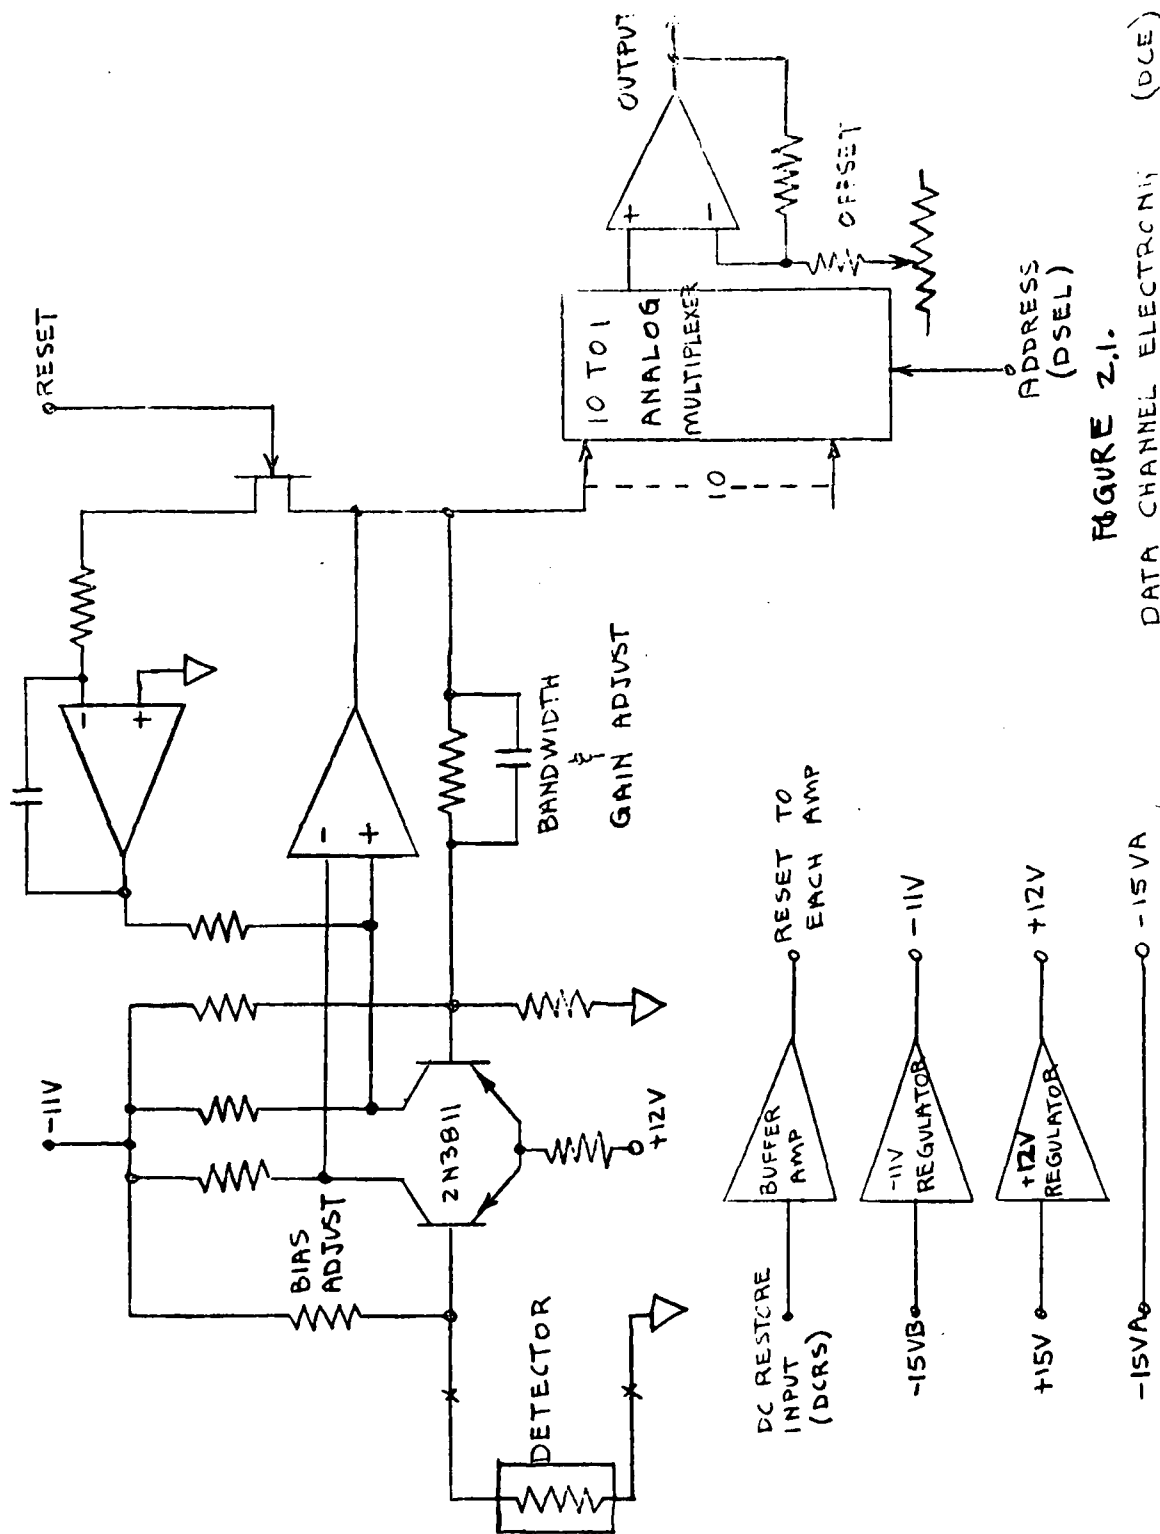 -11V
RESET
BIAS
ADJUST
2N3811
+12V
DETECTOR
-
+
-
+
BANDWIDTH
&
GAIN ADJUST
10
10 TO 1
ANALOG
MULTIPLEXER
+
-
OUTPUT
OFFSET
ADDRESS
(DSEL)
DC RESTORE
INPUT
(DCRS)
BUFFER
AMP
RESET TO
EACH AMP
-15VB
-11V
REGULATOR
-11V
+15V
+12V
REGULATOR
+12V
-15VA
-15VA
FIGURE 2.1.
DATA CHANNEL (DCE)